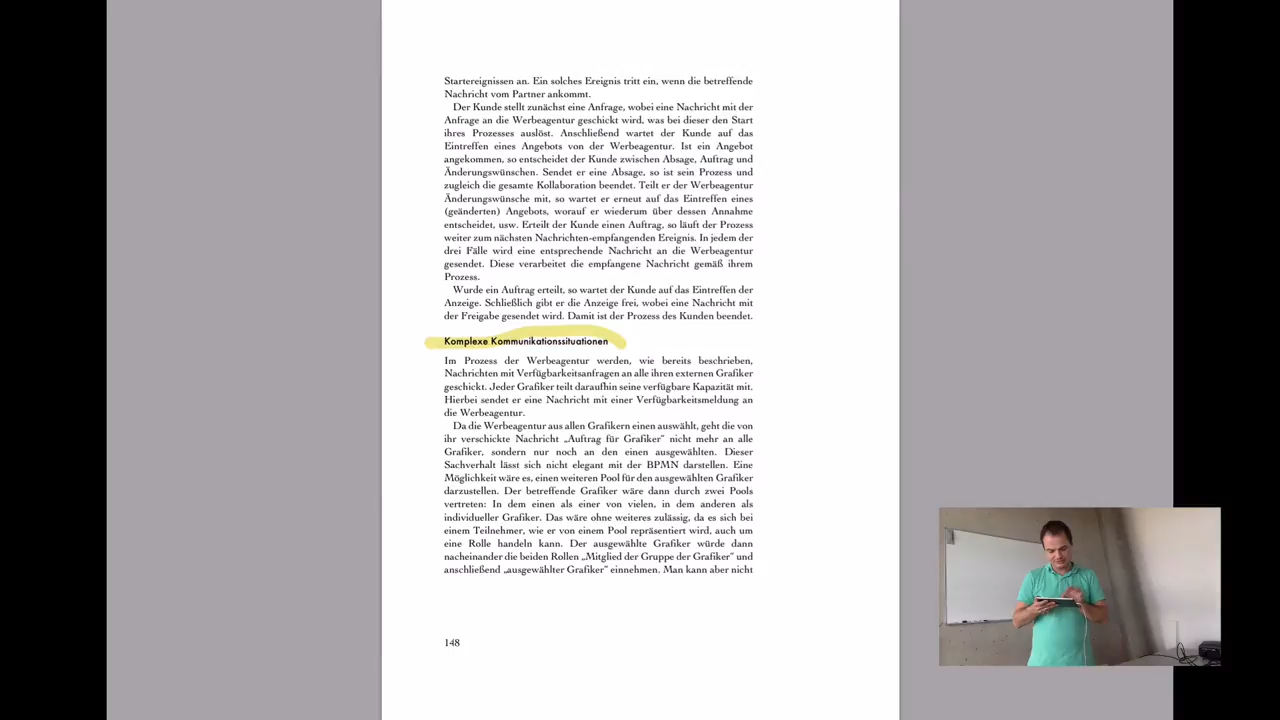 Startereignissen an. Ein solches Ereignis tritt ein, wenn die betreffende
Nachricht vom Partner ankommt.
Der Kunde stellt zunächst eine Anfrage, wobei eine Nachricht mit der
Anfrage an die Werbeagentur geschickt wird, was bei dieser den Start
ihres Prozesses auslöst. Anschließend wartet der Kunde auf das
Eintreffen eines Angebots von der Werbeagentur. Ist ein Angebot
angekommen, so entscheidet der Kunde zwischen Absage, Auftrag und
Änderungswünschen. Sendet er eine Absage, so ist sein Prozess und
zugleich die gesamte Kollaboration beendet. Teilt er der Werbeagentur
Änderungswünsche mit, so wartet er erneut auf das Eintreffen eines
(geänderten) Angebots, worauf er wiederum über dessen Annahme
entscheidet, usw. Erteilt der Kunde einen Auftrag, so läuft der Prozess
weiter zum nächsten Nachrichten-empfangenden Ereignis. In jedem der
drei Fälle wird eine entsprechende Nachricht an die Werbeagentur
gesendet. Diese verarbeitet die empfangene Nachricht gemäß ihrem
Prozess.
Wurde ein Auftrag erteilt, so wartet der Kunde auf das Eintreffen der
Anzeige. Schließlich gibt er die Anzeige frei, wobei eine Nachricht mit
der Freigabe gesendet wird. Damit ist der Prozess des Kunden beendet.
Komplexe Kommunikationssituationen
Im Prozess der Werbeagentur werden, wie bereits beschrieben,
Nachrichten mit Verfügbarkeitsanfragen an alle ihren externen Grafiker
geschickt. Jeder Grafiker teilt daraufhin seine verfügbare Kapazität mit.
Hierbei sendet er eine Nachricht mit einer Verfügbarkeitsmeldung an
die Werbeagentur.
Da die Werbeagentur aus allen Grafikern einen auswählt, geht die von
ihr verschickte Nachricht „Auftrag für Grafiker“ nicht mehr an alle
Grafiker, sondern nur noch an den einen ausgewählten. Dieser
Sachverhalt lässt sich nicht elegant mit der BPMN darstellen. Eine
Möglichkeit wäre es, einen weiteren Pool für den ausgewählten Grafiker
darzustellen. Der betreffende Grafiker wäre dann durch zwei Pools
vertreten: In dem einen als einer von vielen, in dem anderen als
individueller Grafiker. Das wäre ohne weiteres zulässig, da es sich bei
einem Teilnehmer, wie er von einem Pool repräsentiert wird, auch um
eine Rolle handeln kann. Der ausgewählte Grafiker würde dann
nacheinander die beiden Rollen „Mitglied der Gruppe der Grafiker“ und
anschließend „ausgewählter Grafiker“ einnehmen. Man kann aber nicht
148